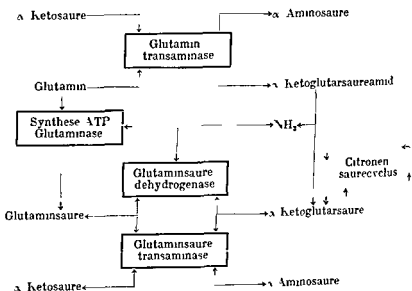 α Ketosaure → α Aminosaure
Glutamin
transaminase
Glutamin → α Ketoglutarsaureamid
Synthese ATP
Glutaminase
NH₃
Citronen
saurecyclus
Glutaminsaure
dehydrogenase
Glutaminsaure α Ketoglutarsaure
Glutaminsaure
transaminase
α Ketosaure α Aminosaure